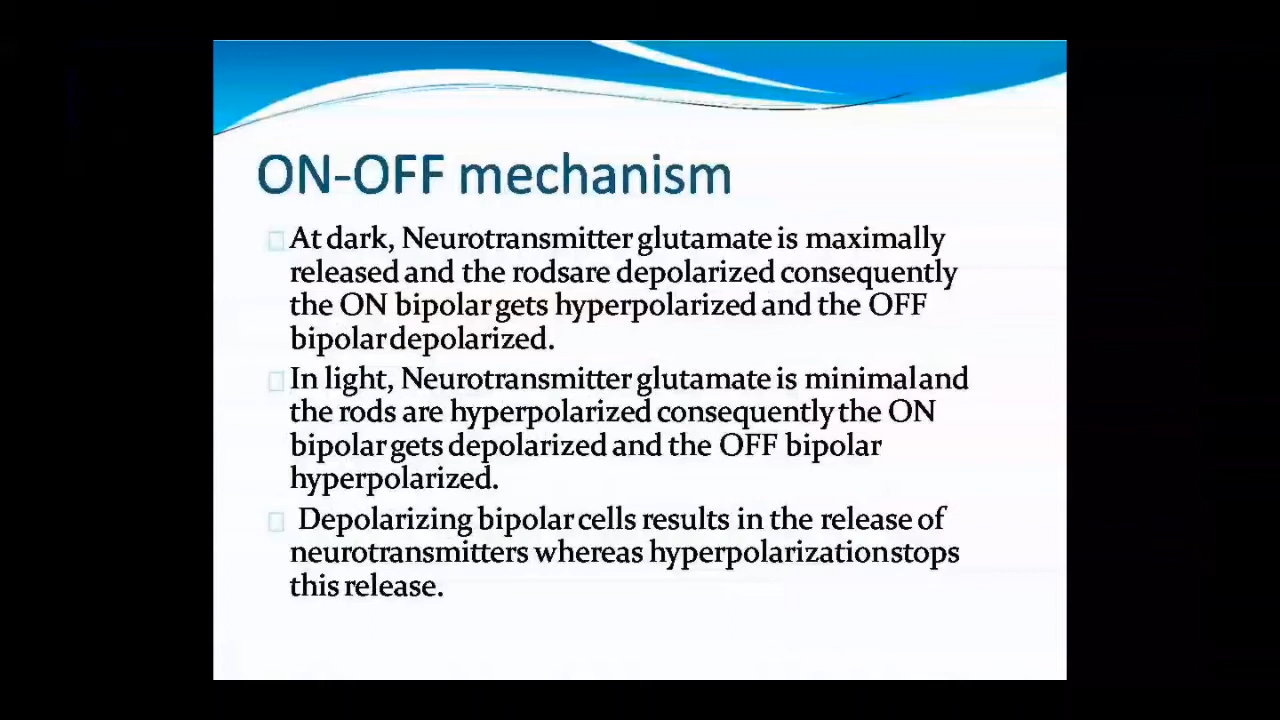 ON-OFF mechanism
At dark, Neurotransmitter glutamate is maximally
released and the rodsare depolarized consequently
the ON bipolar gets hyperpolarized and the OFF
bipolar depolarized.
In light, Neurotransmitter glutamate is minimal and
the rods are hyperpolarized consequently the ON
bipolar gets depolarized and the OFF bipolar
hyperpolarized.
Depolarizing bipolar cells results in the release of
neurotransmitters whereas hyperpolarization stops
this release.